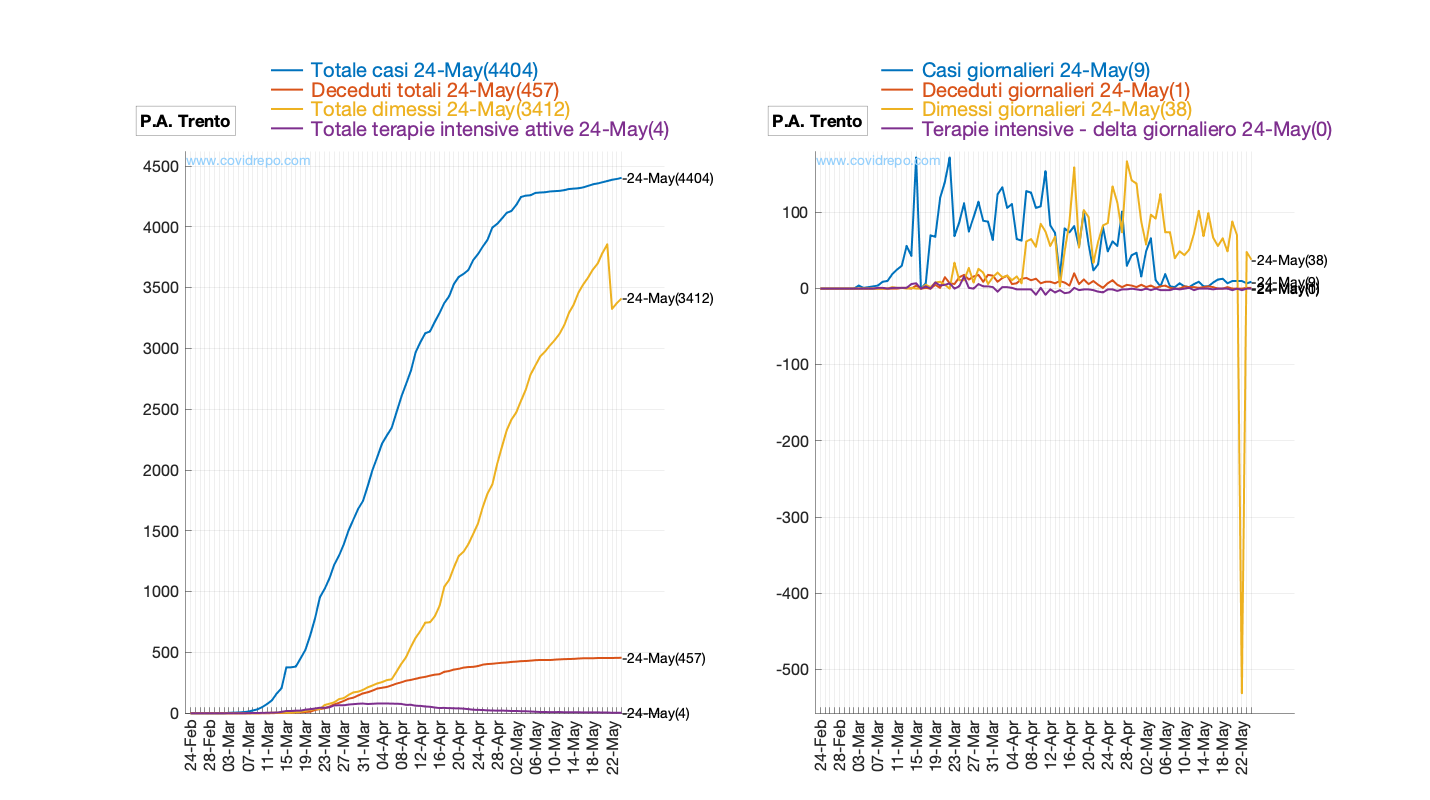 Totale casi 24-May(4404)
Deceduti totali 24-May(457)
Totale dimessi 24-May(3412)
Totale terapie intensive attive 24-May(4)
P.A. Trento
www.covidrepo.com
4500
4000
3500
3000
2500
2000
1500
1000
500
0
-24-May(4404)
-24-May(3412)
-24-May(457)
-24-May(4)
24-Feb
28-Feb
03-Mar
07-Mar
11-Mar
15-Mar
19-Mar
23-Mar
27-Mar
31-Mar
04-Apr
08-Apr
12-Apr
16-Apr
20-Apr
24-Apr
28-Apr
02-May
06-May
10-May
14-May
18-May
22-May
Casi giornalieri 24-May(9)
Deceduti giornalieri 24-May(1)
Dimessi giornalieri 24-May(38)
Terapie intensive - delta giornaliero 24-May(0)
P.A. Trento
www.covidrepo.com
100
0
-100
-200
-300
-400
-500
-24-May(38)
-24-May(9)
-24-May(1)
-24-May(0)
24-Feb
28-Feb
03-Mar
07-Mar
11-Mar
15-Mar
19-Mar
23-Mar
27-Mar
31-Mar
04-Apr
08-Apr
12-Apr
16-Apr
20-Apr
24-Apr
28-Apr
02-May
06-May
10-May
14-May
18-May
22-May